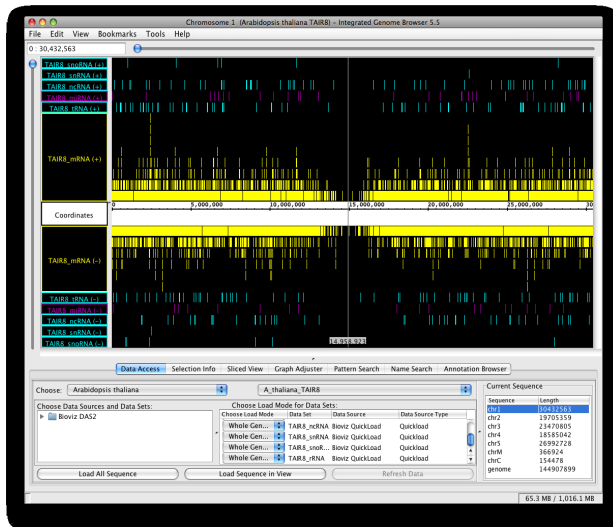 Chromosome 1 (Arabidopsis thaliana TAIR8) - Integrated Genome Browser 5.5
File Edit View Bookmarks Tools Help
0 : 30,432,563
TAIR8_snoRNA (+)
TAIR8_snRNA (+)
TAIR8_ncRNA (+)
TAIR8_miRNA (+)
TAIR8_tRNA (+)
TAIR8_mRNA (+)
Coordinates
0 5,000,000 10,000,000 15,000,000 20,000,000 25,000,000 30
TAIR8_mRNA (-)
TAIR8_tRNA (-)
TAIR8_miRNA (-)
TAIR8_ncRNA (-)
TAIR8_snRNA (-)
TAIR8_snoRNA (-)
14,958,923
Data Access Selection Info Sliced View Graph Adjuster Pattern Search Name Search Annotation Browser
Choose: Arabidopsis thaliana A_thaliana_TAIR8
Current Sequence
Choose Data Sources and Data Sets:
Bioviz DAS2
Choose Load Mode for Data Sets:
Choose Load Mode Data Set Data Source Data Source Type
Whole Gen... TAIR8_ncRNA Bioviz QuickLoad Quickload
Whole Gen... TAIR8_snRNA Bioviz QuickLoad Quickload
Whole Gen... TAIR8_snoR... Bioviz QuickLoad Quickload
Whole Gen... TAIR8_rRNA Bioviz QuickLoad Quickload
Sequence Length
chr1 30432563
chr2 19705359
chr3 23470805
chr4 18585042
chr5 26992728
chrM 366924
chrC 154478
genome 144907899
Load All Sequence Load Sequence in View Refresh Data
65.3 MB / 1,016.1 MB